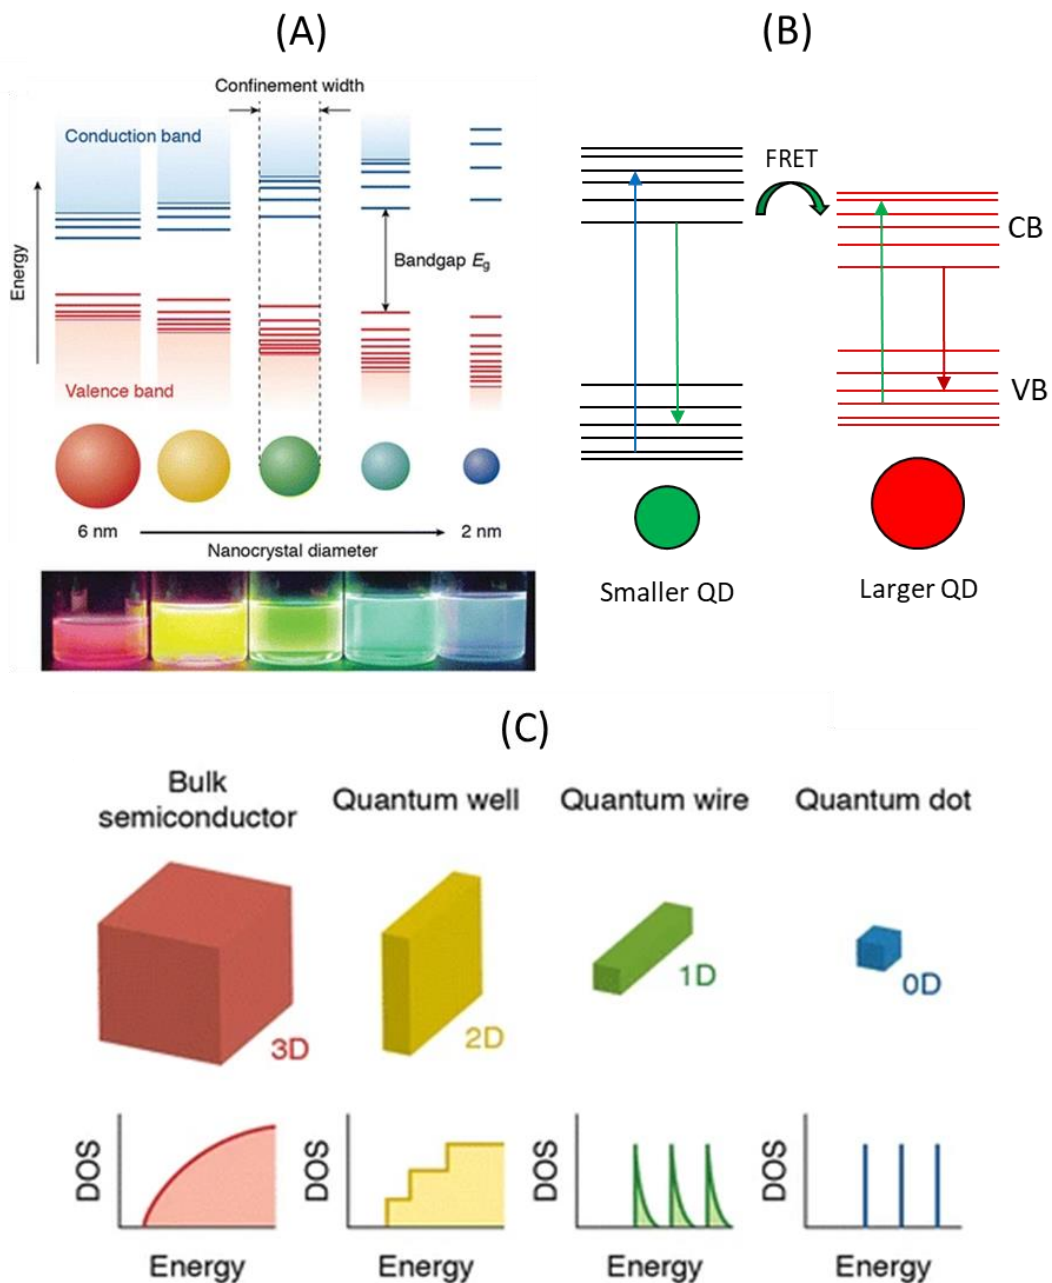 (A)
Confinement width
Conduction band
Energy
Bandgap Eg
Valence band
6 nm
2 nm
Nanocrystal diameter
(B)
FRET
CB
VB
Smaller QD
Larger QD
(C)
Bulk
semiconductor
Quantum well
Quantum wire
Quantum dot
3D
2D
1D
0D
DOS
DOS
DOS
DOS
Energy
Energy
Energy
Energy